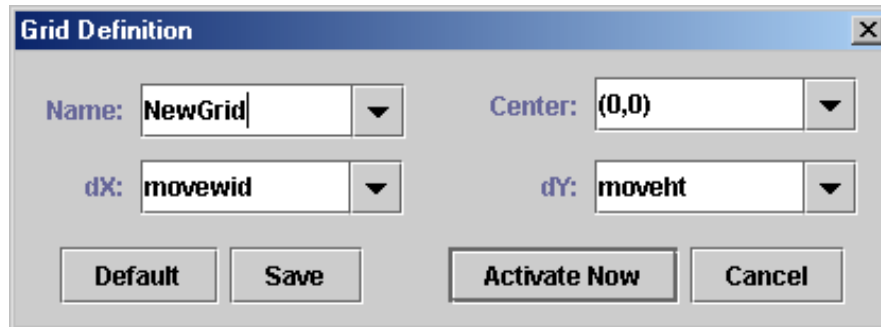 Grid Definition
Name: NewGrid Center: (0,0)
dX: movewid dY: moveht
Default Save Activate Now Cancel